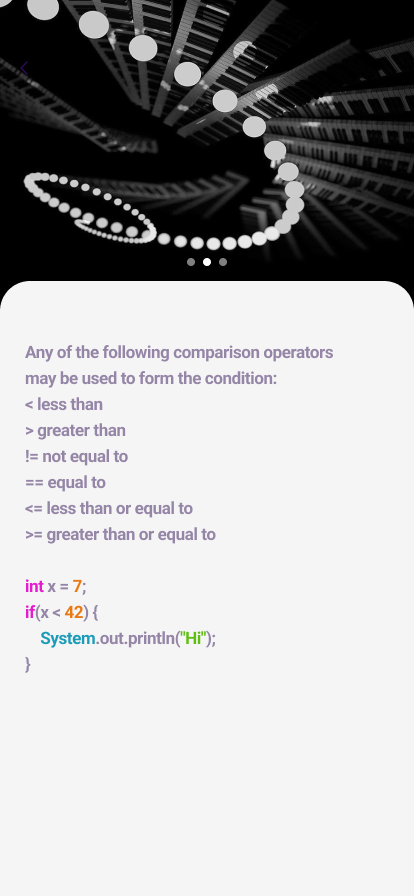 Any of the following comparison operators
may be used to form the condition:
< less than
> greater than
!= not equal to
== equal to
<= less than or equal to
>= greater than or equal to
int x = 7;
if(x < 42) {
    System.out.println("Hi");
}